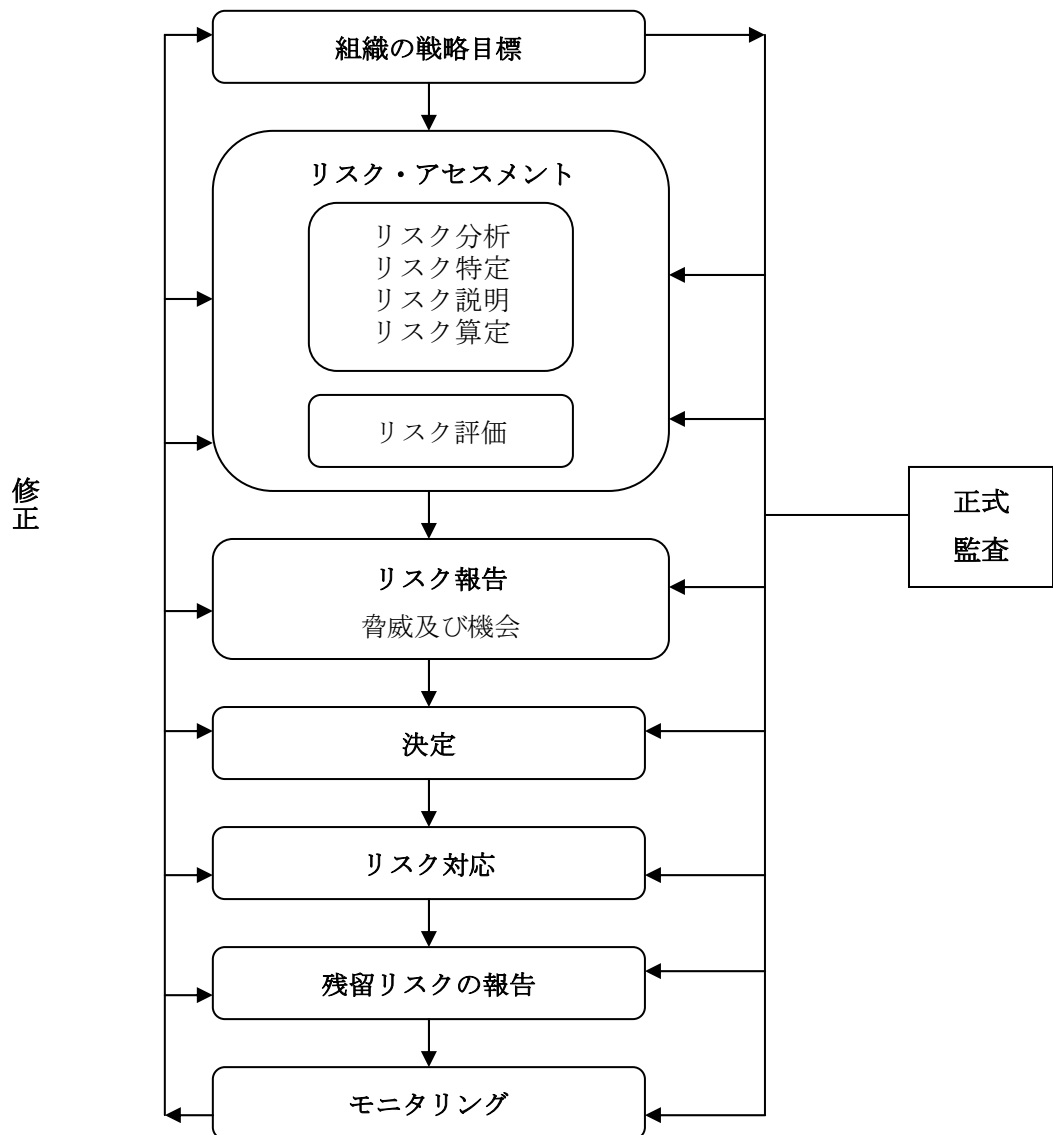 組織の戦略目標
リスク・アセスメント
リスク分析
リスク特定
リスク説明
リスク算定
リスク評価
修
正
正式
監査
リスク報告
脅威及び機会
決定
リスク対応
残留リスクの報告
モニタリング